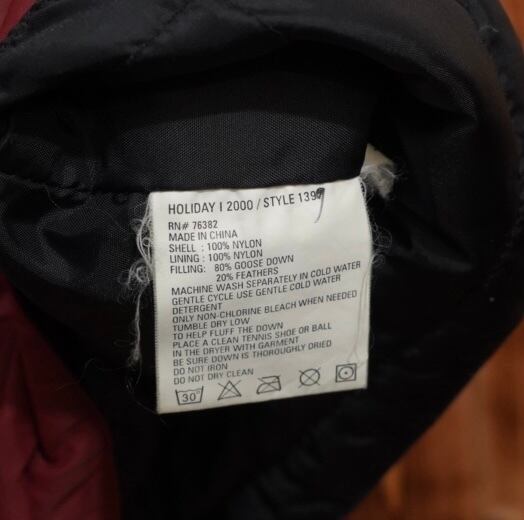 HOLIDAY I 2000 / STYLE 1397
RN# 76382
MADE IN CHINA
SHELL : 100% NYLON
LINING : 100% NYLON
FILLING: 80% GOOSE DOWN
20% FEATHERS
MACHINE WASH SEPARATELY IN COLD WATER
GENTLE CYCLE USE GENTLE COLD WATER
DETERGENT
ONLY NON-CHLORINE BLEACH WHEN NEEDED
TUMBLE DRY LOW
TO HELP FLUFF THE DOWN
PLACE A CLEAN TENNIS SHOE OR BALL
IN THE DRYER WITH GARMENT
BE SURE DOWN IS THOROUGHLY DRIED
DO NOT IRON
DO NOT DRY CLEAN
30°